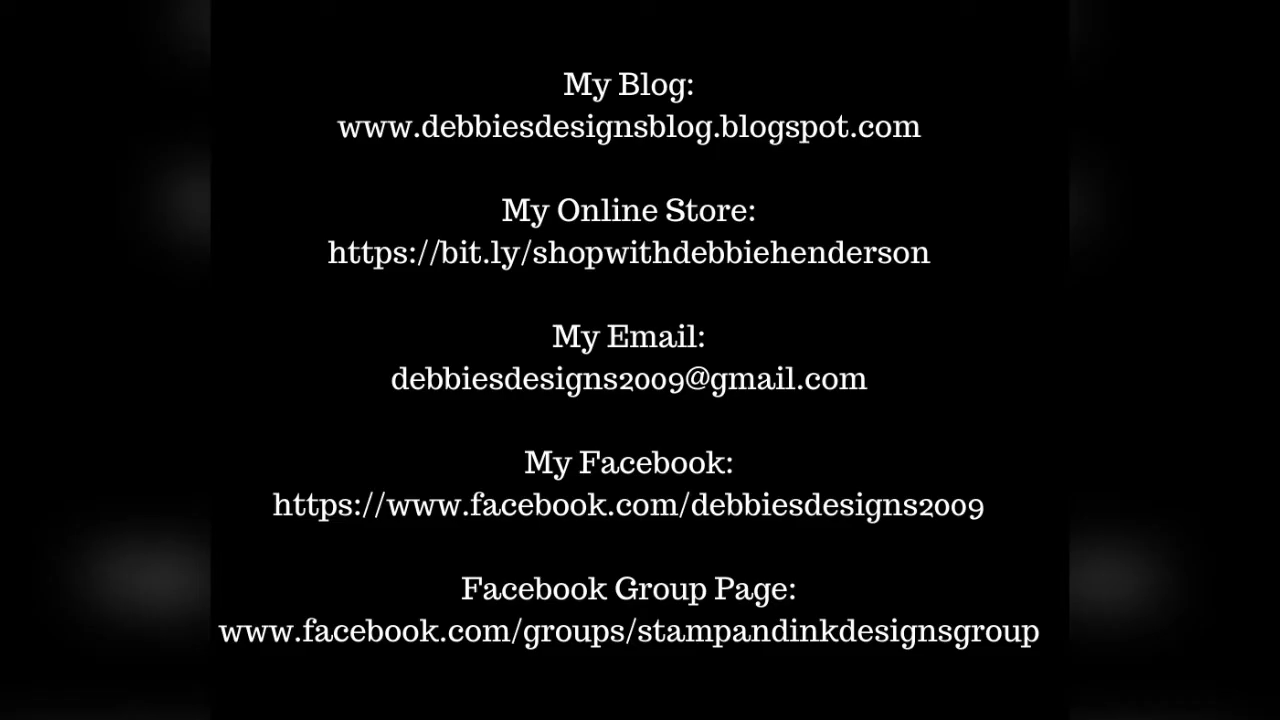 My Blog:
www.debbiesdesignsblog.blogspot.com
My Online Store:
https://bit.ly/shopwithdebbiehenderson
My Email:
debbiesdesigns2009@gmail.com
My Facebook:
https://www.facebook.com/debbiesdesigns2009
Facebook Group Page:
www.facebook.com/groups/stampandinkdesignsgroup